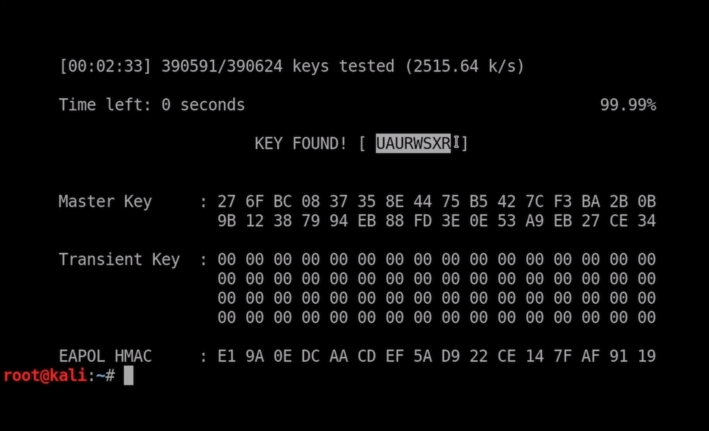 [00:02:33] 390591/390624 keys tested (2515.64 k/s)
Time left: 0 seconds 99.99%
KEY FOUND! [ UAURWSXR ]
Master Key : 27 6F BC 08 37 35 8E 44 75 B5 42 7C F3 BA 2B 0B
9B 12 38 79 94 EB 88 FD 3E 0E 53 A9 EB 27 CE 34
Transient Key : 00 00 00 00 00 00 00 00 00 00 00 00 00 00 00 00
00 00 00 00 00 00 00 00 00 00 00 00 00 00 00 00
00 00 00 00 00 00 00 00 00 00 00 00 00 00 00 00
00 00 00 00 00 00 00 00 00 00 00 00 00 00 00 00
EAPOL HMAC : E1 9A 0E DC AA CD EF 5A D9 22 CE 14 7F AF 91 19
root@kali:~#